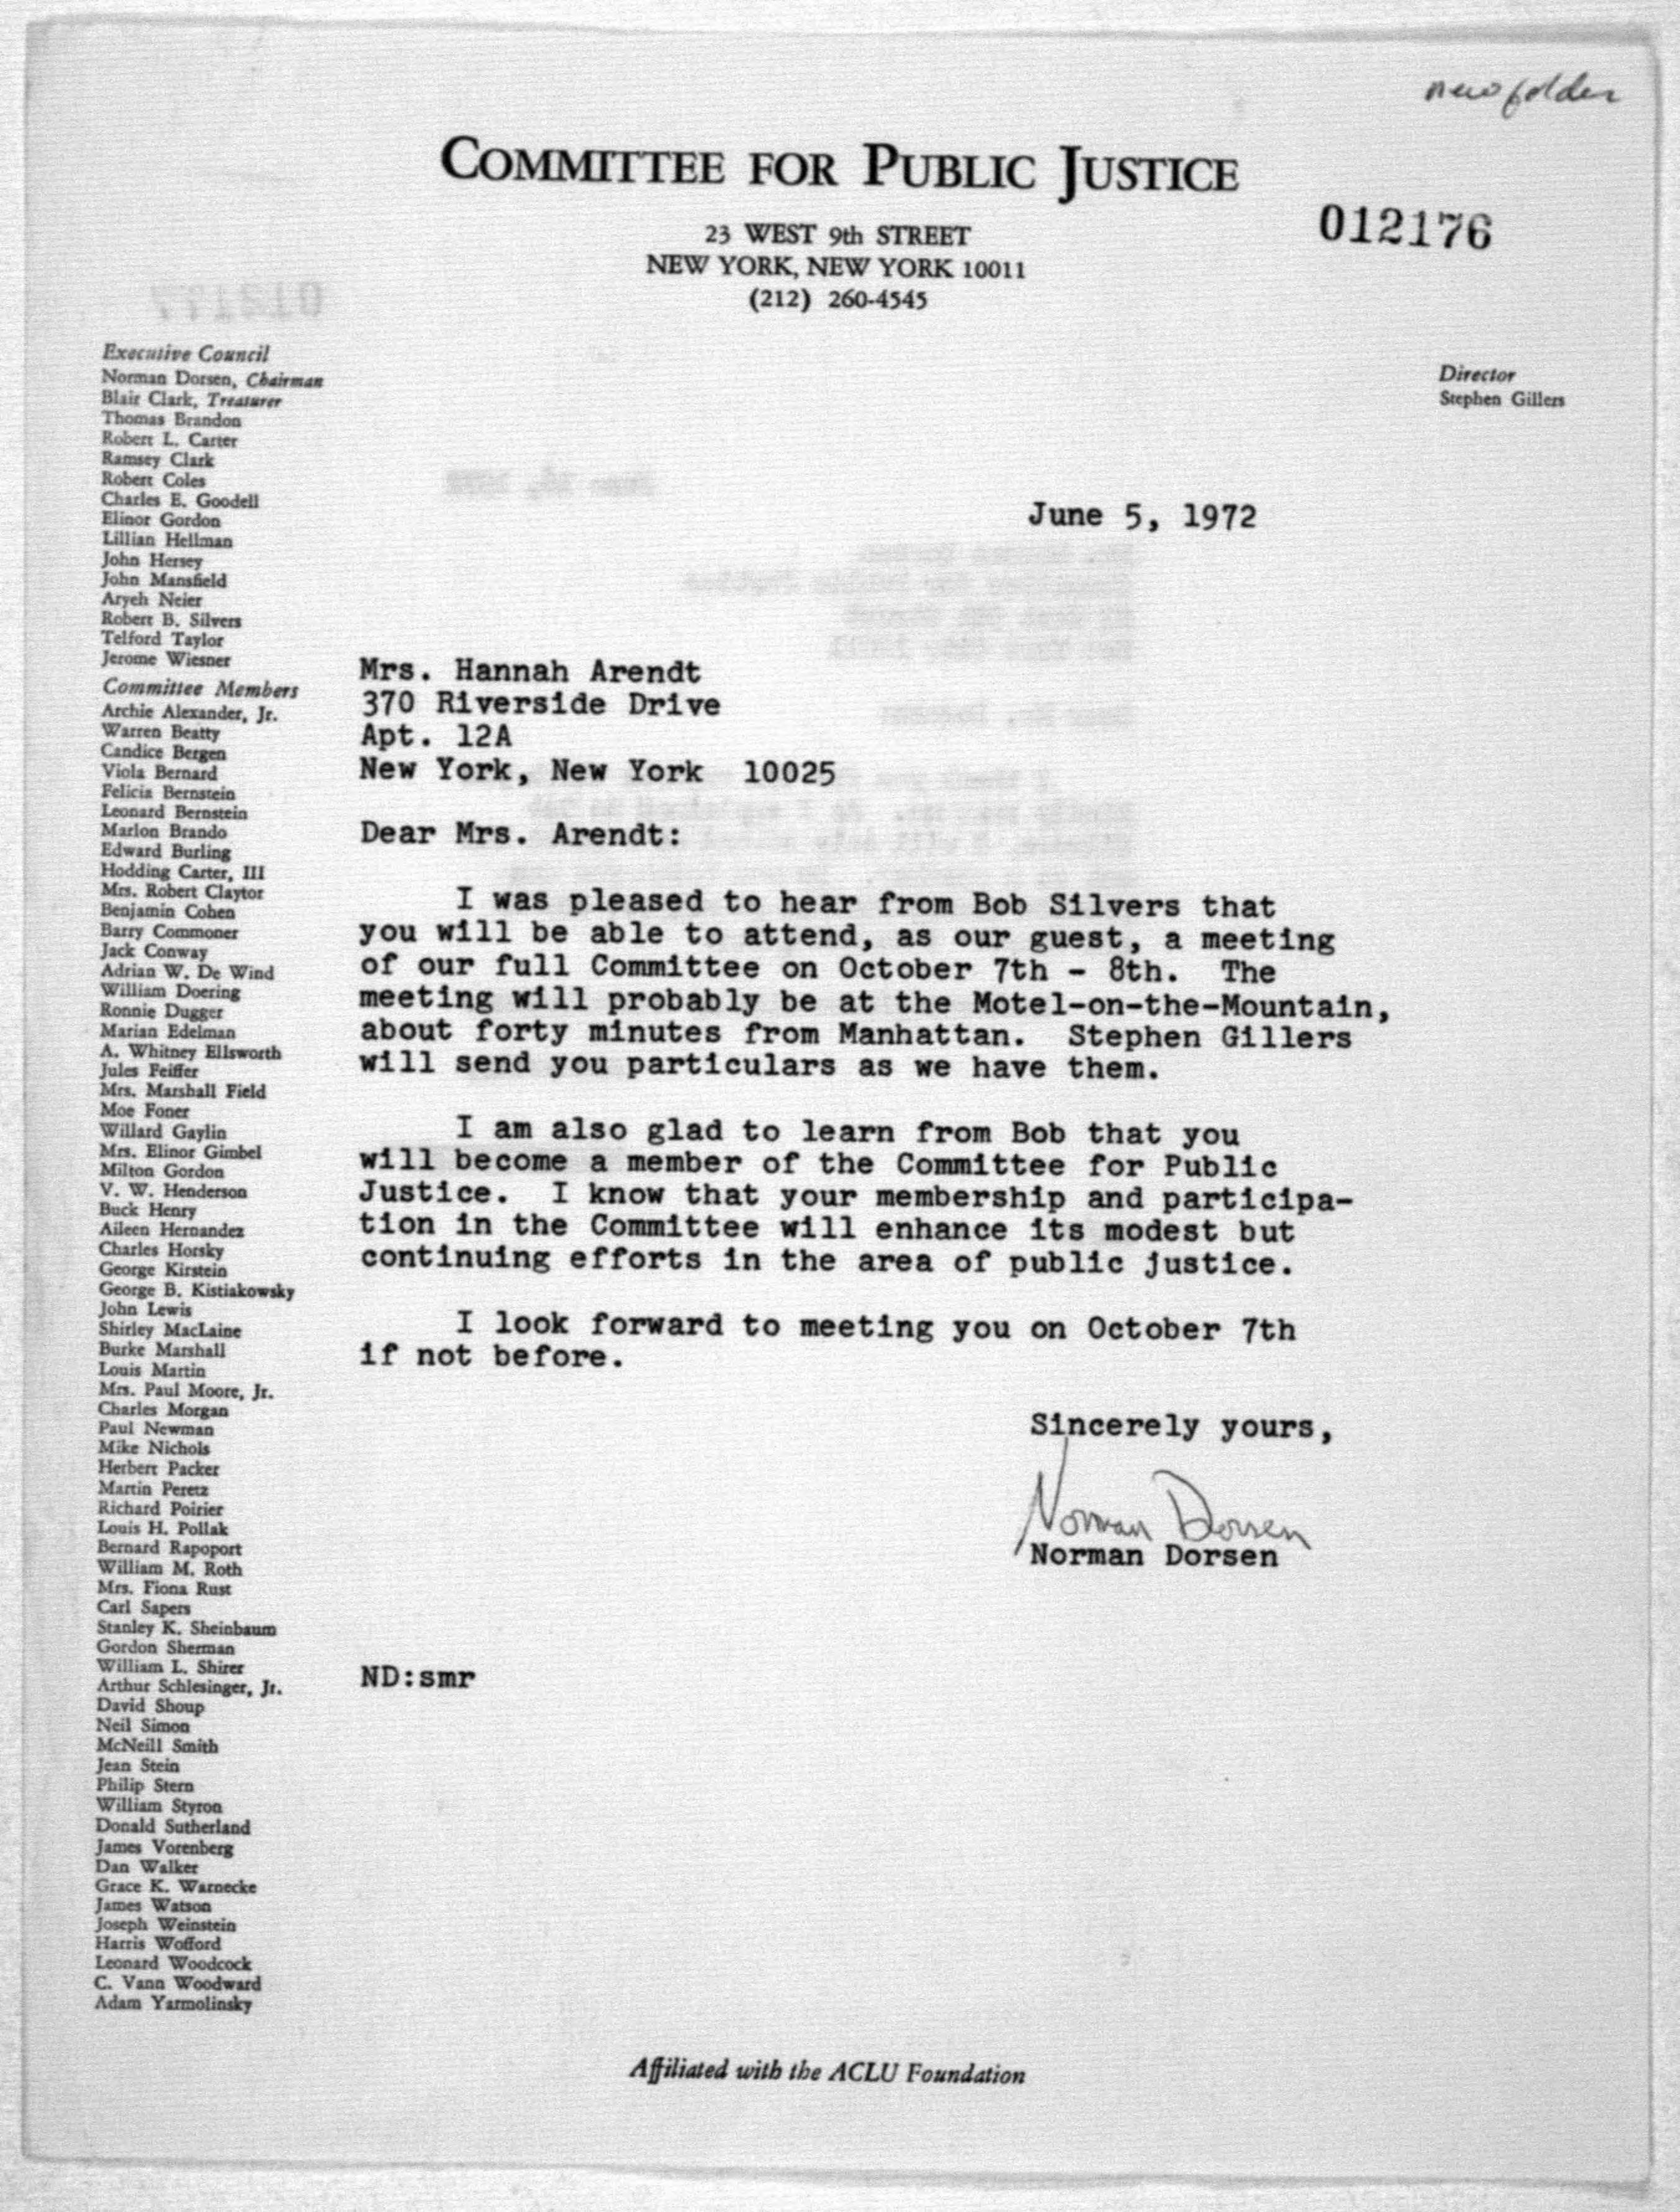 new folder
COMMITTEE FOR PUBLIC JUSTICE
23 WEST 9th STREET
NEW YORK, NEW YORK 10011
(212) 260-4545
012176
Executive Council
Norman Dorsen, Chairman
Blair Clark, Treasurer
Thomas Brandon
Robert L. Carter
Ramsey Clark
Robert Coles
Charles E. Goodell
Elinor Gordon
Lillian Hellman
John Hersey
John Mansfield
Aryeh Neier
Robert B. Silvers
Telford Taylor
Jerome Wiesner
Committee Members
Archie Alexander, Jr.
Warren Beatty
Candice Bergen
Viola Bernard
Felicia Bernstein
Leonard Bernstein
Marlon Brando
Edward Burling
Hodding Carter, III
Mrs. Robert Claytor
Benjamin Cohen
Barry Commoner
Jack Conway
Adrian W. De Wind
William Doering
Ronnie Dugger
Marian Edelman
A. Whitney Ellsworth
Jules Feiffer
Mrs. Marshall Field
Moe Foner
Willard Gaylin
Mrs. Elinor Gimbel
Milton Gordon
V. W. Henderson
Buck Henry
Aileen Hernandez
Charles Horsky
George Kirstein
George B. Kistiakowsky
John Lewis
Shirley MacLaine
Burke Marshall
Louis Martin
Mrs. Paul Moore, Jr.
Charles Morgan
Paul Newman
Mike Nichols
Herbert Packer
Martin Peretz
Richard Poirier
Louis H. Pollak
Bernard Rapoport
William M. Roth
Mrs. Fiona Rust
Carl Sapers
Stanley K. Sheinbaum
Gordon Sherman
William L. Shirer
Arthur Schlesinger, Jr.
David Shoup
Neil Simon
McNeill Smith
Jean Stein
Philip Stern
William Styron
Donald Sutherland
James Vorenberg
Dan Walker
Grace K. Warnecke
James Watson
Joseph Weinstein
Harris Wofford
Leonard Woodcock
C. Vann Woodward
Adam Yarmolinsky
Director
Stephen Gillers
June 5, 1972
Mrs. Hannah Arendt
370 Riverside Drive
Apt. 12A
New York, New York 10025
Dear Mrs. Arendt:
I was pleased to hear from Bob Silvers that
you will be able to attend, as our guest, a meeting
of our full Committee on October 7th - 8th. The
meeting will probably be at the Motel-on-the-Mountain,
about forty minutes from Manhattan. Stephen Gillers
will send you particulars as we have them.
I am also glad to learn from Bob that you
will become a member of the Committee for Public
Justice. I know that your membership and participa-
tion in the Committee will enhance its modest but
continuing efforts in the area of public justice.
I look forward to meeting you on October 7th
if not before.
Sincerely yours,
Norman Dorsen
Norman Dorsen
ND:smr
Affiliated with the ACLU Foundation